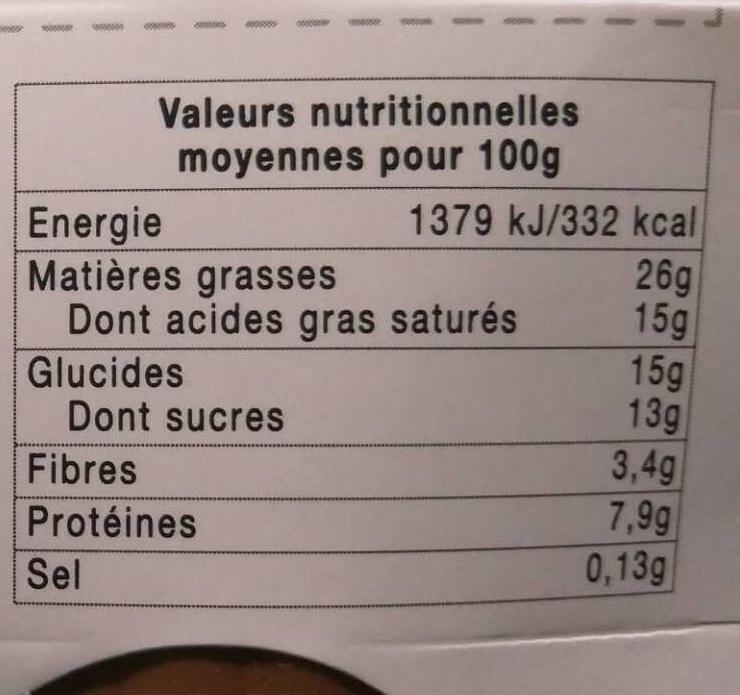 Valeurs nutritionnelles
moyennes pour 100g
Energie 1379 kJ/332 kcal
Matières grasses 26g
Dont acides gras saturés 15g
Glucides 15g
Dont sucres 13g
Fibres 3,4g
Protéines 7,9g
Sel 0,13g